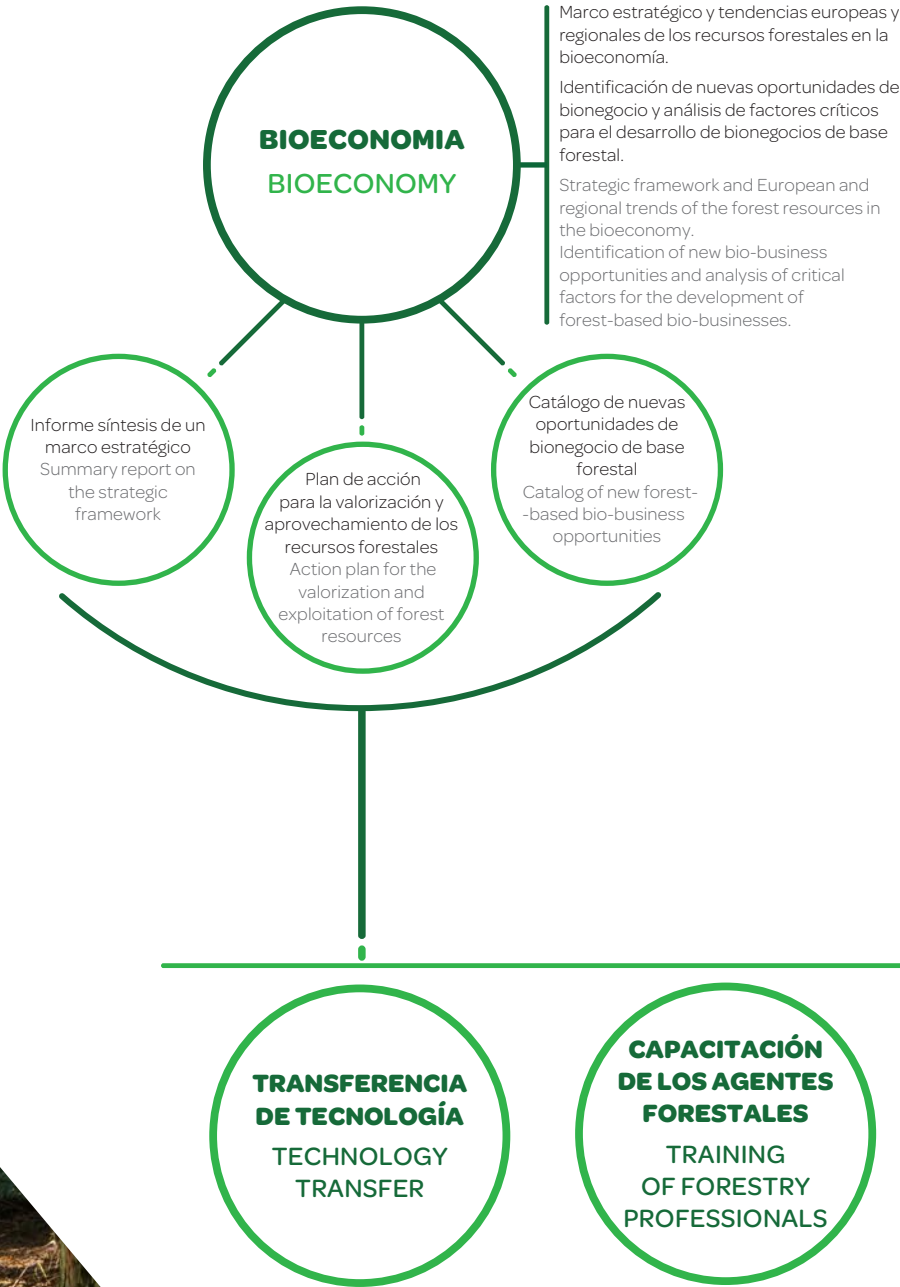 Marco estratégico y tendencias europeas y
regionales de los recursos forestales en la
bioeconomía.
Identificación de nuevas oportunidades de
bionegocio y análisis de factores críticos
para el desarrollo de bionegocios de base
forestal.
Strategic framework and European and
regional trends of the forest resources in
the bioeconomy.
Identification of new bio-business
opportunities and analysis of critical
factors for the development of
forest-based bio-businesses.
BIOECONOMIA
BIOECONOMY
Informe síntesis de un
marco estratégico
Summary report on
the strategic
framework
Plan de acción
para la valorización y
aprovechamiento de los
recursos forestales
Action plan for the
valorization and
exploitation of forest
resources
Catálogo de nuevas
oportunidades de
bionegocio de base
forestal
Catalog of new forest-
-based bio-business
opportunities
TRANSFERENCIA
DE TECNOLOGÍA
TECHNOLOGY
TRANSFER
CAPACITACIÓN
DE LOS AGENTES
FORESTALES
TRAINING
OF FORESTRY
PROFESSIONALS